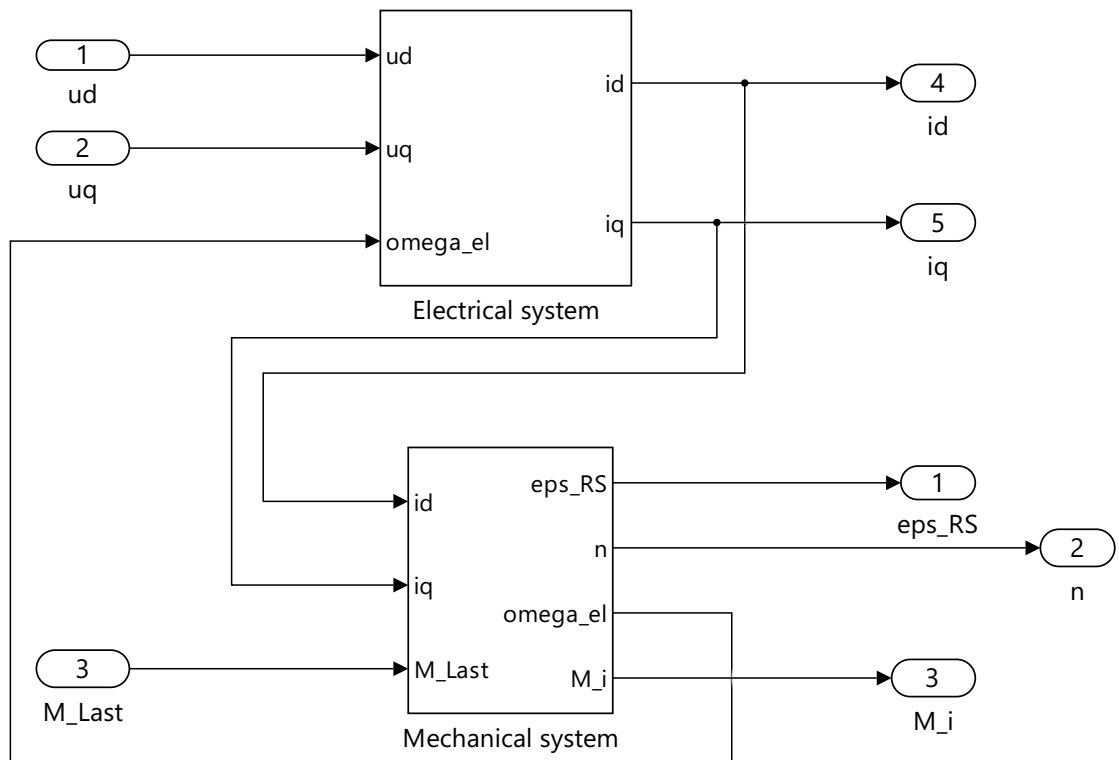 1
ud
2
uq
ud
uq
omega_el
id
iq
Electrical system
4
id
5
iq
id
iq
M_Last
eps_RS
n
omega_el
M_i
Mechanical system
3
M_Last
1
eps_RS
2
n
3
M_i